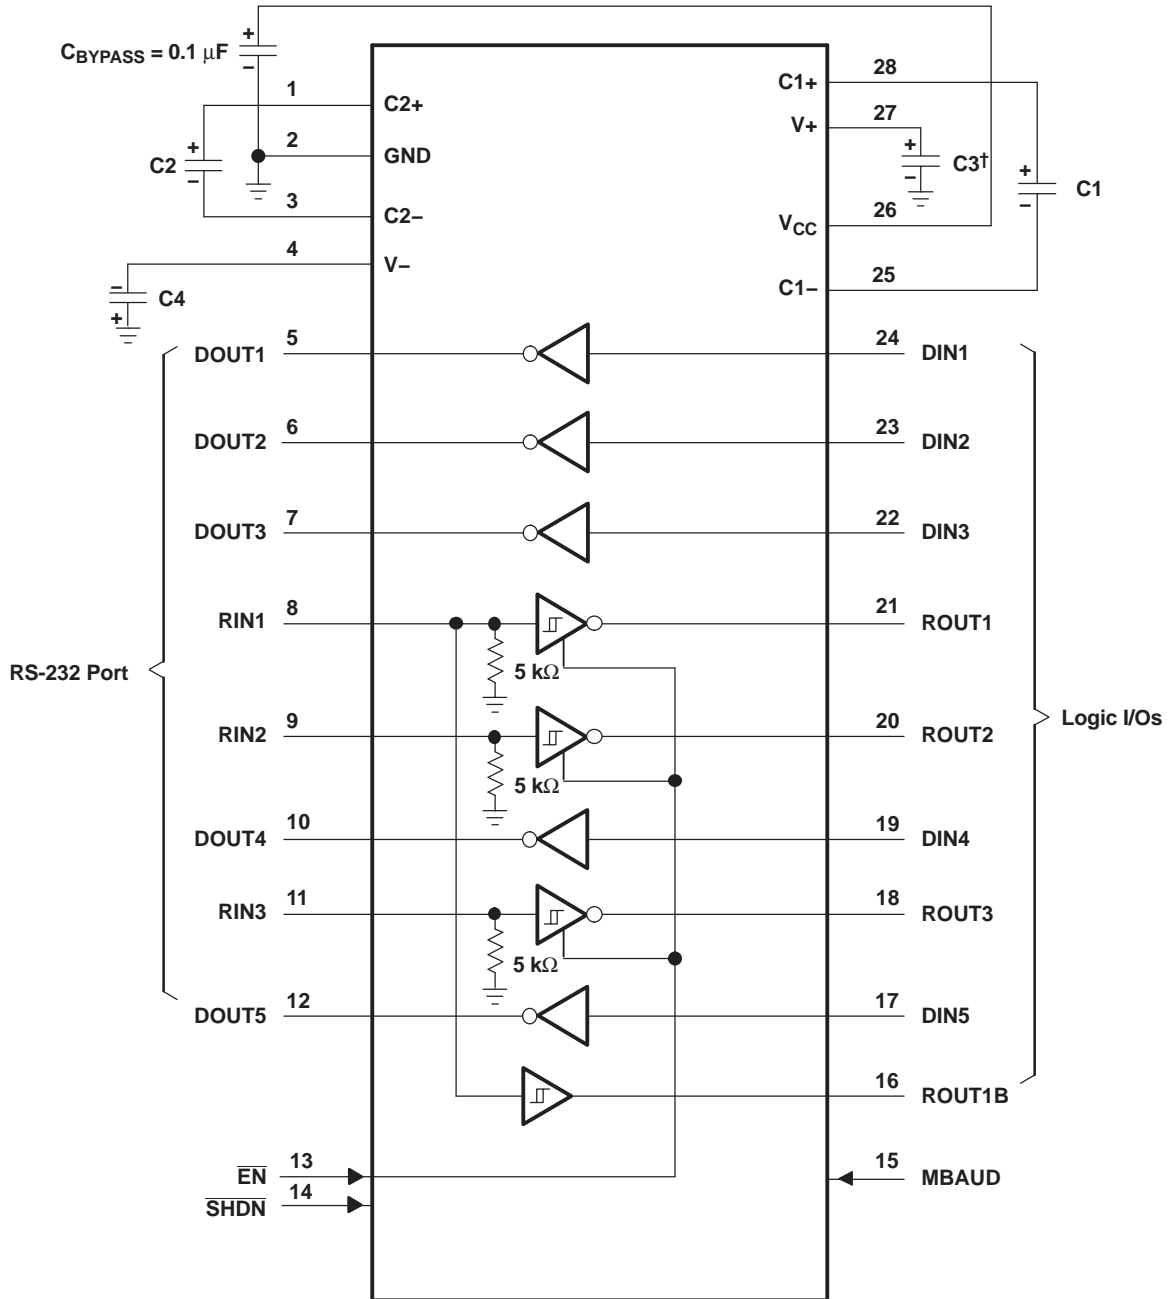 CBYPASS = 0.1 μF
+
−
1
C2+
C2
+
−
2
GND
3
C2−
4
V−
−
+
C4
28
C1+
27
V+
+
−
C3†
+
−
C1
26
VCC
25
C1−
DOUT1
5
24
DIN1
DOUT2
6
23
DIN2
DOUT3
7
22
DIN3
RIN1
8
5 kΩ
21
ROUT1
RS-232 Port
Logic I/Os
RIN2
9
5 kΩ
20
ROUT2
DOUT4
10
19
DIN4
RIN3
11
5 kΩ
18
ROUT3
DOUT5
12
17
DIN5
16
ROUT1B
EN
13
15
MBAUD
SHDN
14